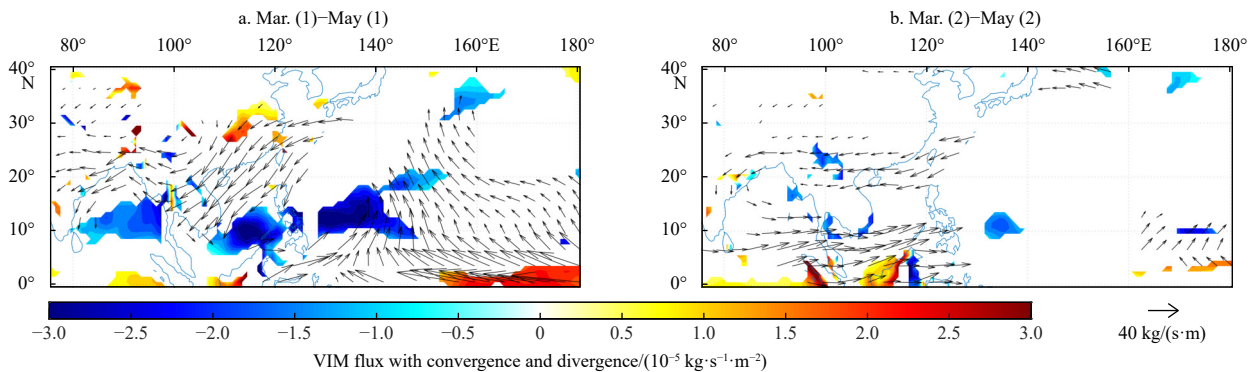 a. Mar. (1)−May (1)
b. Mar. (2)−May (2)
80° 100° 120° 140° 160°E 180°
80° 100° 120° 140° 160° 180°
40°
N
30°
20°
10°
0°
40°
N
30°
20°
10°
0°
−3.0 −2.5 −2.0 −1.5 −1.0 −0.5 0 0.5 1.0 1.5 2.0 2.5 3.0
40 kg/(s·m)
VIM flux with convergence and divergence/(10⁻⁵ kg·s⁻¹·m⁻²)